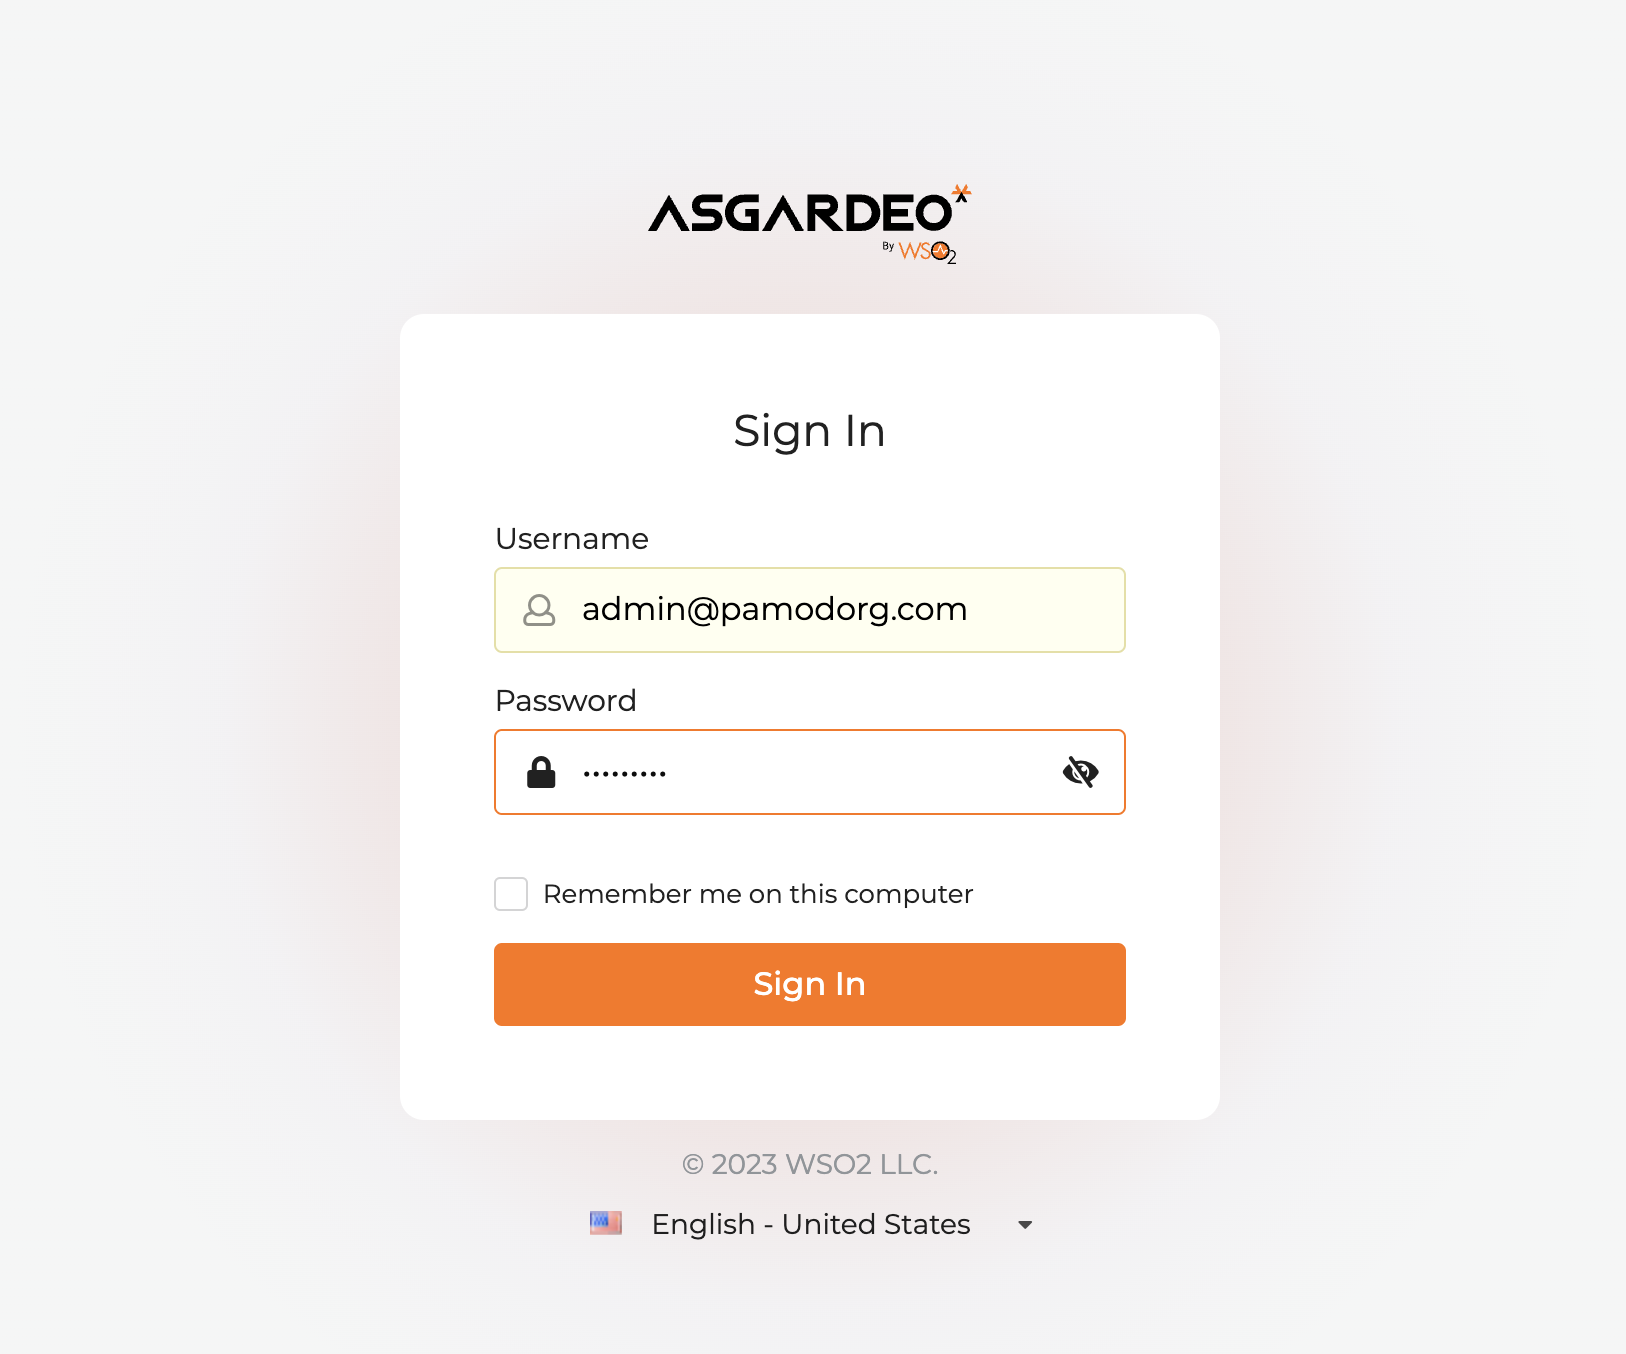 ASGARDEO
By WSO2
Sign In
Username
admin@pamodorg.com
Password
•••••••••
Remember me on this computer
Sign In
© 2023 WSO2 LLC.
English - United States